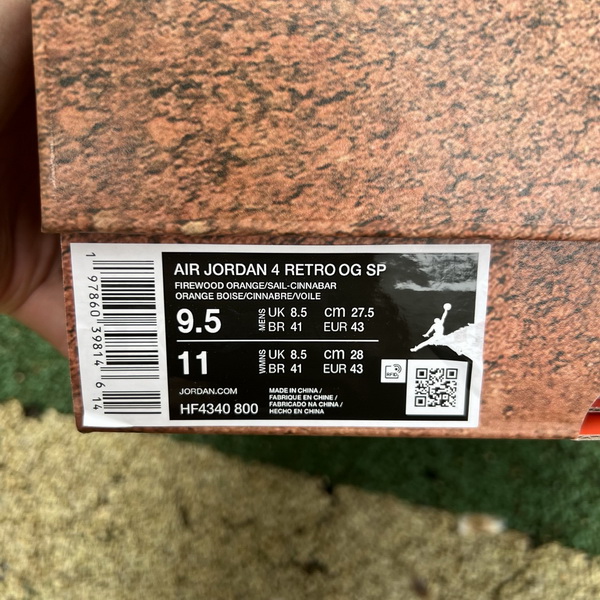 1 97860 39814 6 14
AIR JORDAN 4 RETRO OG SP
FIREWOOD ORANGE/SAIL-CINNABAR
ORANGE BOISE/CINNABRE/VOILE
9.5 MENS UK 8.5 cm 27.5
BR 41 EUR 43
11 WMNS UK 8.5 cm 28
BR 41 EUR 43
RFID
JORDAN.COM
HF4340 800
MADE IN CHINA /
FABRIQUE EN CHINE /
FABRICADO NA CHINA /
HECHO EN CHINA